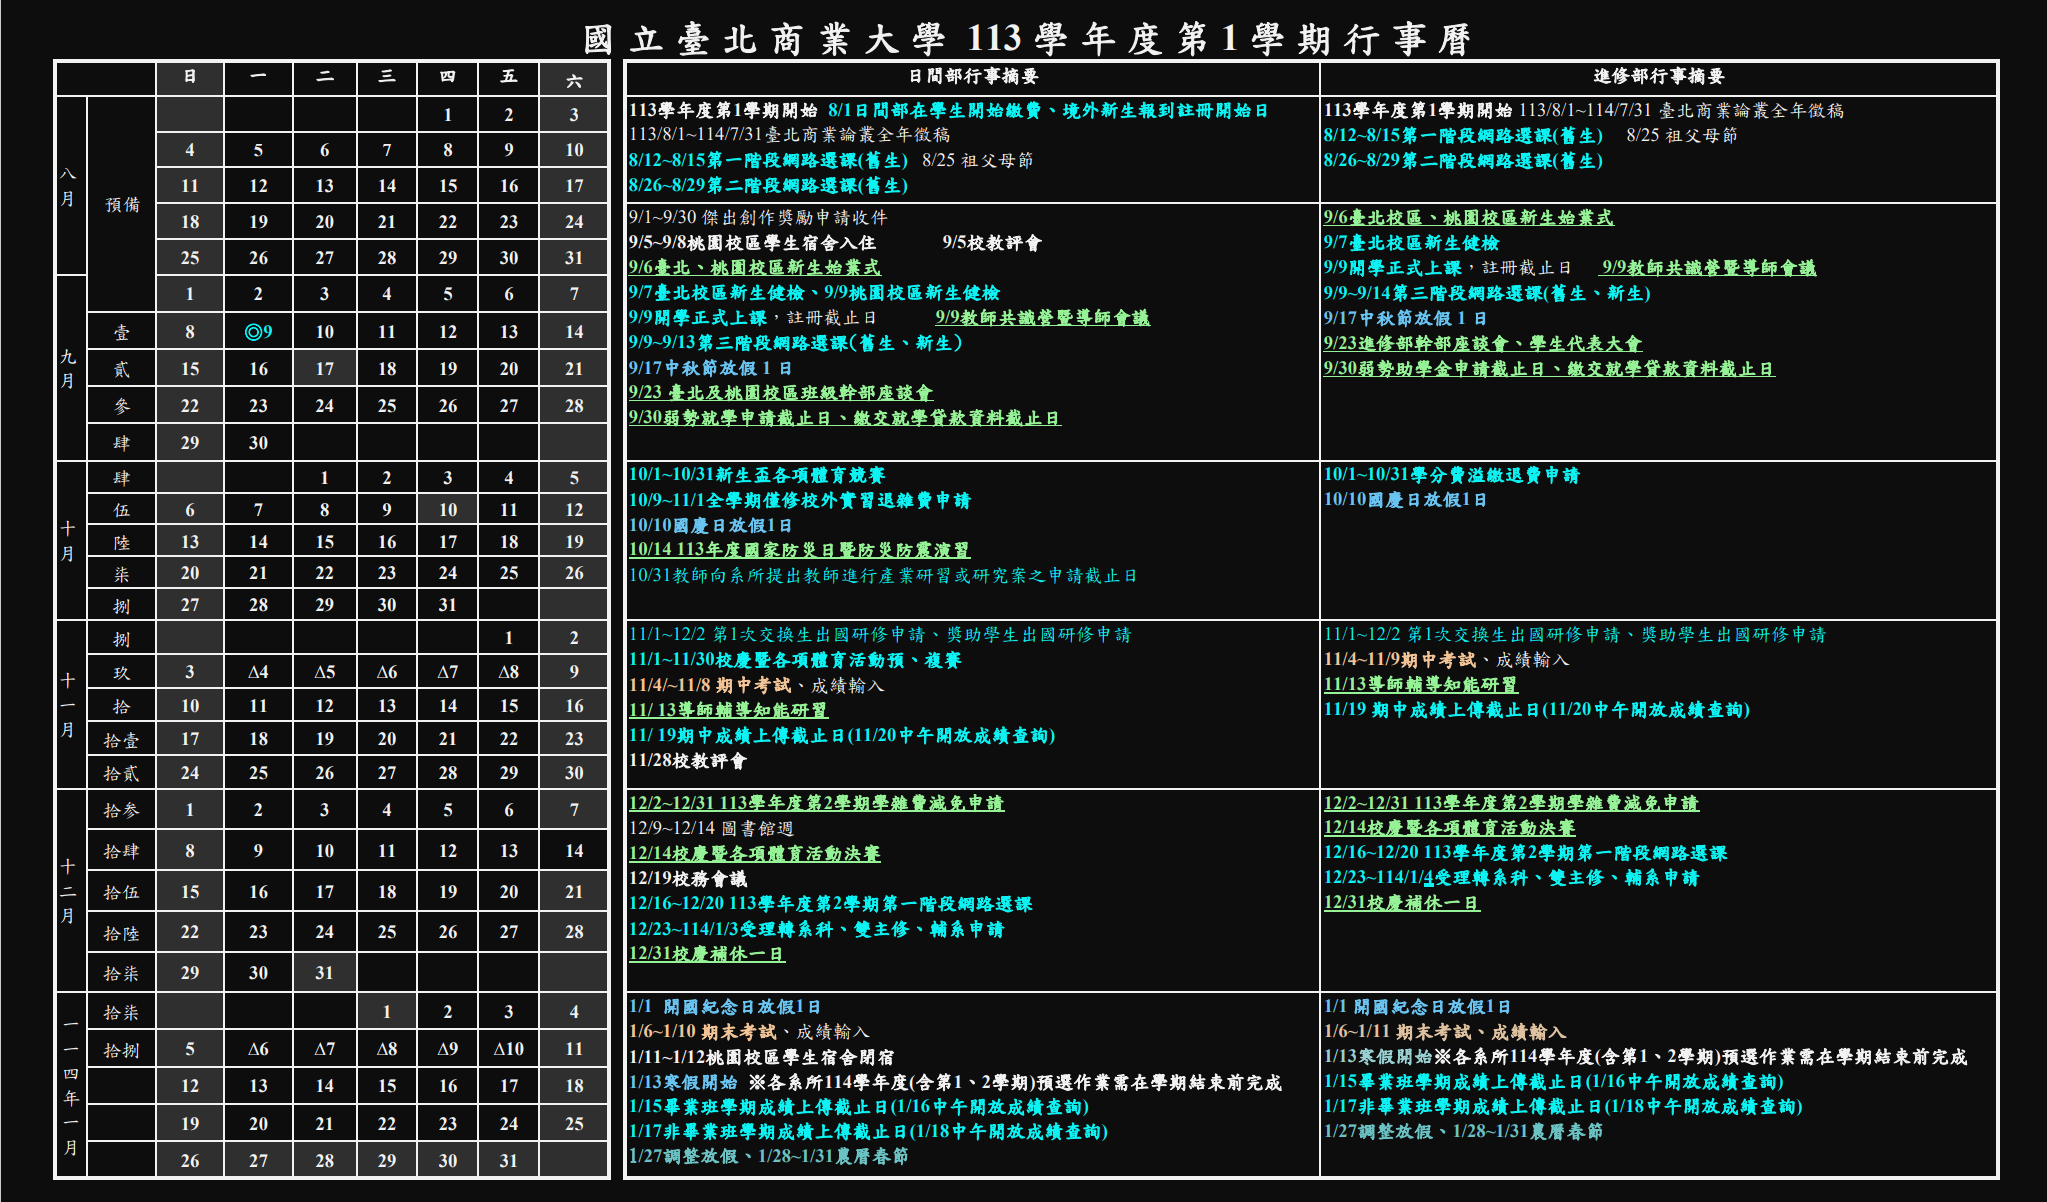 國立臺北商業大學 113學年度第1學期行事曆
日 一 二 三 四 五 六
八月
預備
1 2 3
4 5 6 7 8 9 10
11 12 13 14 15 16 17
18 19 20 21 22 23 24
25 26 27 28 29 30 31
九月
1 2 3 4 5 6 7
壹 8 ◎9 10 11 12 13 14
貳 15 16 17 18 19 20 21
參 22 23 24 25 26 27 28
肆 29 30
十月
肆 1 2 3 4 5
伍 6 7 8 9 10 11 12
陸 13 14 15 16 17 18 19
柒 20 21 22 23 24 25 26
捌 27 28 29 30 31
十一月
捌 1 2
玖 3 Δ4 Δ5 Δ6 Δ7 Δ8 9
拾 10 11 12 13 14 15 16
拾壹 17 18 19 20 21 22 23
拾貳 24 25 26 27 28 29 30
十二月
拾參 1 2 3 4 5 6 7
拾肆 8 9 10 11 12 13 14
拾伍 15 16 17 18 19 20 21
拾陸 22 23 24 25 26 27 28
拾柒 29 30 31
一一四年一月
拾柒 1 2 3 4
拾捌 5 Δ6 Δ7 Δ8 Δ9 Δ10 11
12 13 14 15 16 17 18
19 20 21 22 23 24 25
26 27 28 29 30 31
日間部行事摘要
113學年度第1學期開始 8/1日間部在學生開始繳費、境外新生報到註冊開始日
113/8/1~114/7/31臺北商業論叢全年徵稿
8/12~8/15第一階段網路選課(舊生) 8/25 祖父母節
8/26~8/29第二階段網路選課(舊生)
9/1~9/30 傑出創作獎勵申請收件
9/5~9/8桃園校區學生宿舍入住 9/5校教評會
9/6臺北、桃園校區新生始業式
9/7臺北校區新生健檢、9/9桃園校區新生健檢
9/9開學正式上課，註冊截止日 9/9教師共識營暨導師會議
9/9~9/13第三階段網路選課(舊生、新生)
9/17中秋節放假 1 日
9/23 臺北及桃園校區班級幹部座談會
9/30弱勢就學申請截止日、繳交就學貸款資料截止日
10/1~10/31新生盃各項體育競賽
10/9~11/1全學期僅修校外實習退雜費申請
10/10國慶日放假1日
10/14 113年度國家防災日暨防災防震演習
10/31教師向系所提出教師進行產業研習或研究案之申請截止日
11/1~12/2 第1次交換生出國研修申請、獎助學生出國研修申請
11/1~11/30校慶暨各項體育活動預、複賽
11/4/~11/8 期中考試、成績輸入
11/ 13導師輔導知能研習
11/ 19期中成績上傳截止日(11/20中午開放成績查詢)
11/28校教評會
12/2~12/31 113學年度第2學期學雜費減免申請
12/9~12/14 圖書館週
12/14校慶暨各項體育活動決賽
12/19校務會議
12/16~12/20 113學年度第2學期第一階段網路選課
12/23~114/1/3受理轉系科、雙主修、輔系申請
12/31校慶補休一日
1/1 開國紀念日放假1日
1/6~1/10 期末考試、成績輸入
1/11~1/12桃園校區學生宿舍閉宿
1/13寒假開始 ※各系所114學年度(含第1、2學期)預選作業需在學期結束前完成
1/15畢業班學期成績上傳截止日(1/16中午開放成績查詢)
1/17非畢業班學期成績上傳截止日(1/18中午開放成績查詢)
1/27調整放假、1/28~1/31農曆春節
進修部行事摘要
113學年度第1學期開始 113/8/1~114/7/31 臺北商業論叢全年徵稿
8/12~8/15第一階段網路選課(舊生) 8/25 祖父母節
8/26~8/29第二階段網路選課(舊生)
9/6臺北校區、桃園校區新生始業式
9/7臺北校區新生健檢
9/9開學正式上課，註冊截止日 9/9教師共識營暨導師會議
9/9~9/14第三階段網路選課(舊生、新生)
9/17中秋節放假 1 日
9/23進修部幹部座談會、學生代表大會
9/30弱勢助學金申請截止日、繳交就學貸款資料截止日
10/1~10/31學分費溢繳退費申請
10/10國慶日放假1日
11/1~12/2 第1次交換生出國研修申請、獎助學生出國研修申請
11/4~11/9期中考試、成績輸入
11/13導師輔導知能研習
11/19 期中成績上傳截止日(11/20中午開放成績查詢)
12/2~12/31 113學年度第2學期學雜費減免申請
12/14校慶暨各項體育活動決賽
12/16~12/20 113學年度第2學期第一階段網路選課
12/23~114/1/4受理轉系科、雙主修、輔系申請
12/31校慶補休一日
1/1 開國紀念日放假1日
1/6~1/11 期末考試、成績輸入
1/13寒假開始※各系所114學年度(含第1、2學期)預選作業需在學期結束前完成
1/15畢業班學期成績上傳截止日(1/16中午開放成績查詢)
1/17非畢業班學期成績上傳截止日(1/18中午開放成績查詢)
1/27調整放假、1/28~1/31農曆春節